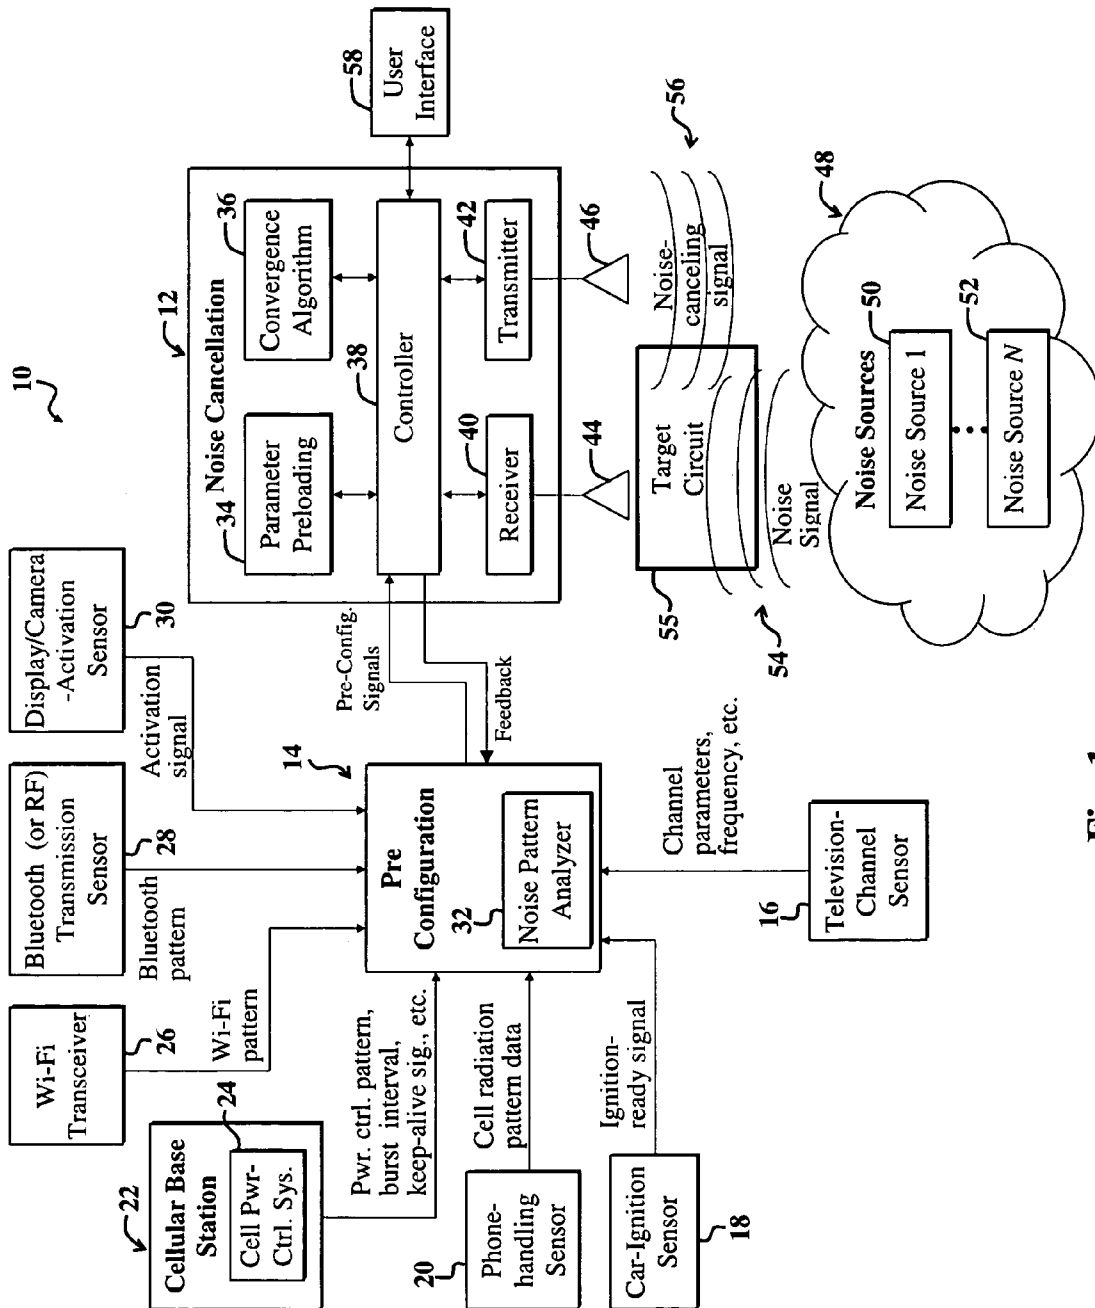 10
22
Cellular Base
Station
24
Cell Pwr-
Ctrl. Sys.
Wi-Fi
Transceiver
26
Wi-Fi
pattern
Bluetooth (or RF)
Transmission
Sensor
28
Bluetooth
pattern
Display/Camera
-Activation
Sensor
30
Activation
signal
Pwr. ctrl. pattern,
burst interval,
keep-alive sig., etc.
20
Phone-
handling
Sensor
Cell radiation
pattern data
Car-Ignition
Sensor
18
Ignition-
ready signal
16
Television-
Channel
Sensor
Channel
parameters,
frequency, etc.
14
Pre
Configuration
32
Noise Pattern
Analyzer
Pre-Config.
Signals
Feedback
12
Noise Cancellation
34
Parameter
Preloading
36
Convergence
Algorithm
38
Controller
40
Receiver
42
Transmitter
58
User
Interface
44
46
55
Target
Circuit
54
Noise
Signal
Noise-
canceling
signal
56
48
Noise Sources
50
Noise Source 1
52
Noise Source N